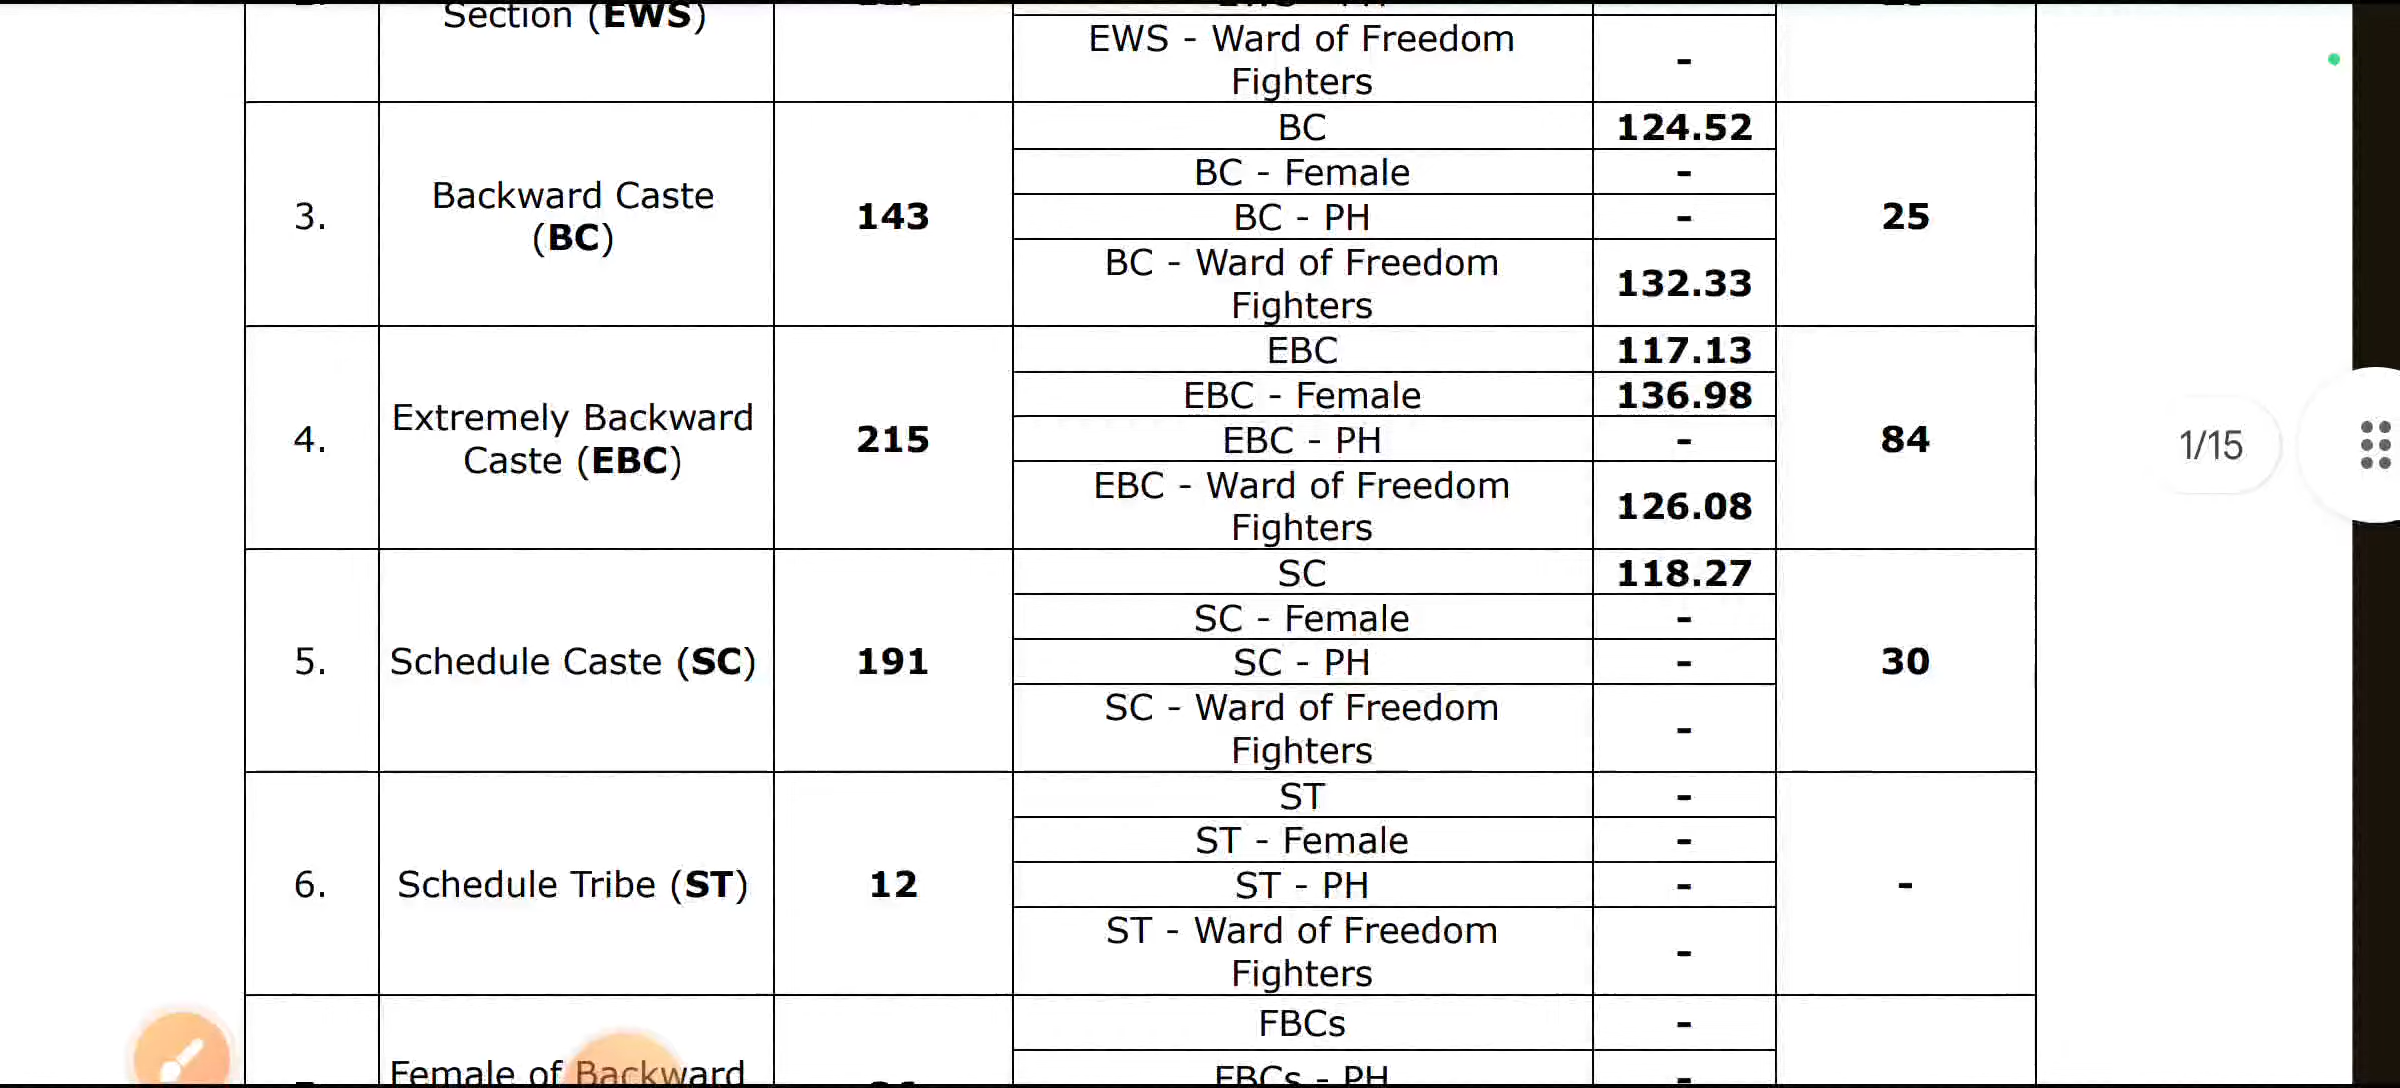 Section (EWS)
EWS - Ward of Freedom
Fighters
-
3.
Backward Caste
(BC)
143
BC
124.52
BC - Female
-
BC - PH
-
BC - Ward of Freedom
Fighters
132.33
25
4.
Extremely Backward
Caste (EBC)
215
EBC
117.13
EBC - Female
136.98
EBC - PH
-
EBC - Ward of Freedom
Fighters
126.08
84
1/15
5.
Schedule Caste (SC)
191
SC
118.27
SC - Female
-
SC - PH
-
SC - Ward of Freedom
Fighters
-
30
6.
Schedule Tribe (ST)
12
ST
-
ST - Female
-
ST - PH
-
ST - Ward of Freedom
Fighters
-
-
Female of Backward
FBCs
-
FBCs - PH
-